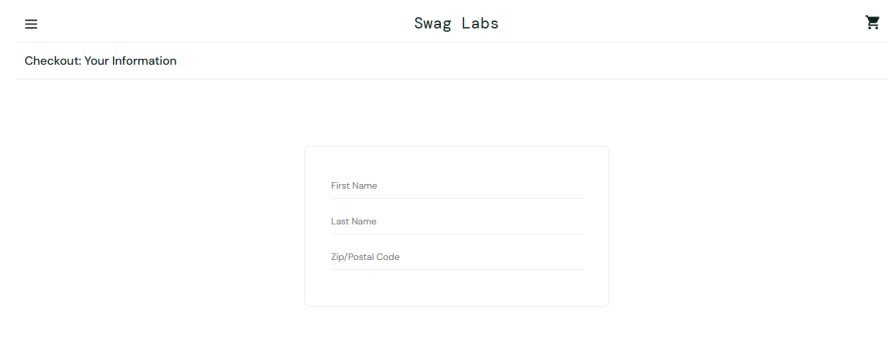 Swag Labs
Checkout: Your Information
First Name
Last Name
Zip/Postal Code